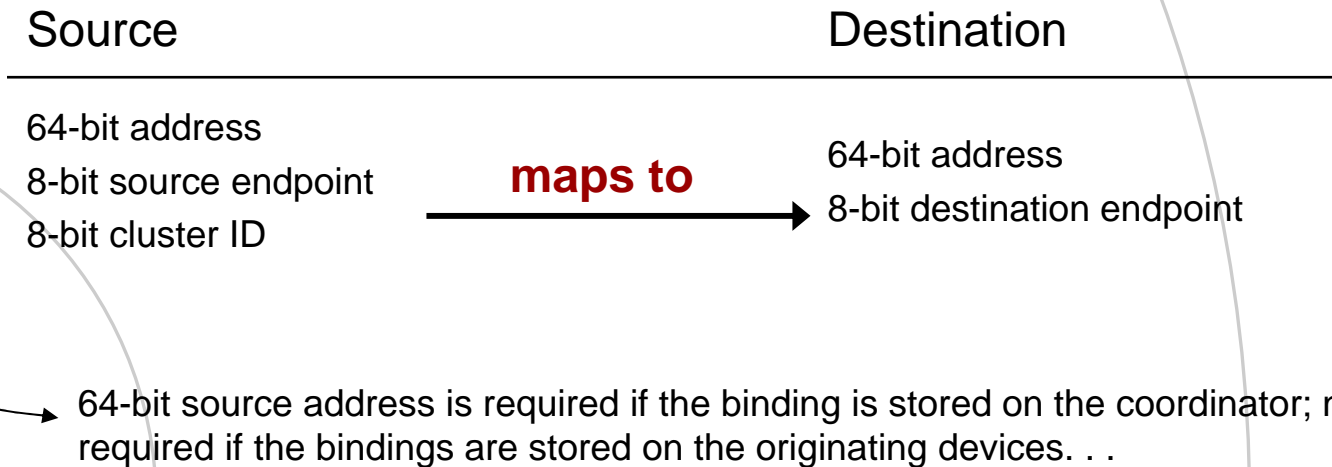 Source
Destination
64-bit address
8-bit source endpoint
8-bit cluster ID
maps to
64-bit address
8-bit destination endpoint
64-bit source address is required if the binding is stored on the coordinator;
required if the bindings are stored on the originating devices. . .